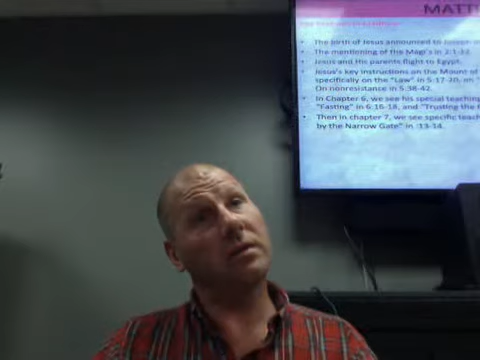 MATT
• The birth of Jesus announced to
• The mentioning of the Magi's in 2:1-12.
• Jesus and his parents flight to Egypt.
• Jesus's key instructions on the Mount of
specifically on the "Law" in 5:17-20, on "
On nonresistance in 5:38-42.
• In Chapter 6, we see his special teaching
"Fasting" in 6:16-18, and "Trusting the
• Then in chapter 7, we see specific teach
by the Narrow Gate" in :13-14.